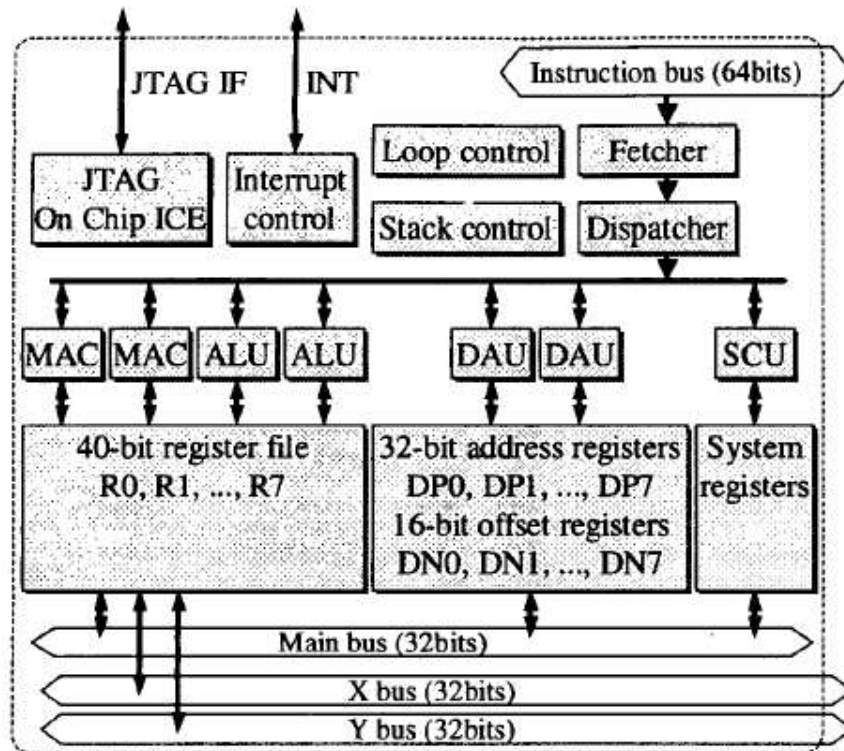 JTAG IF
INT
Instruction bus (64bits)
JTAG
On Chip ICE
Interrupt
control
Loop control
Fetcher
Stack control
Dispatcher
MAC
MAC
ALU
ALU
DAU
DAU
SCU
40-bit register file
R0, R1, ..., R7
32-bit address registers
DP0, DP1, ..., DP7
16-bit offset registers
DN0, DN1, ..., DN7
System
registers
Main bus (32bits)
X bus (32bits)
Y bus (32bits)